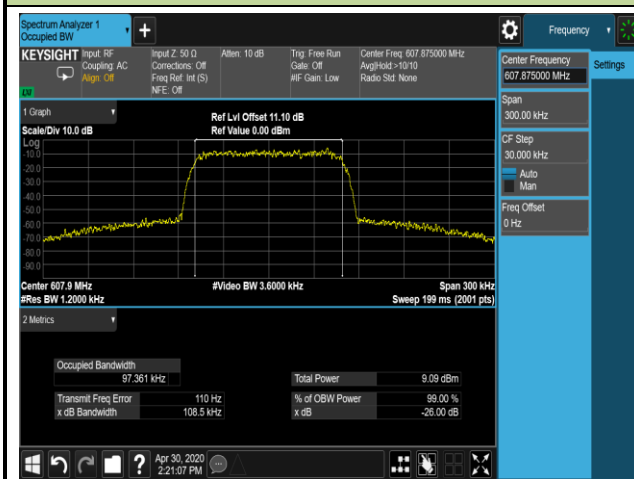 Spectrum Analyzer 1
Occupied BW
+
Frequency
KEYSIGHT
Input: RF
Coupling: AC
Align: Off
Input Z: 50 Ω
Corrections: Off
Freq Ref: Int (S)
NFE: Off
Atten: 10 dB
Trig: Free Run
Gate: Off
#IF Gain: Low
Center Freq: 607.875000 MHz
Avg|Hold:>10/10
Radio Std: None
Center Frequency
607.875000 MHz
Settings
Span
300.00 kHz
CF Step
30.000 kHz
Auto
Man
Freq Offset
0 Hz
1 Graph
Scale/Div 10.0 dB
Ref Lvl Offset 11.10 dB
Ref Value 0.00 dBm
Log
-10.0
-20.0
-30.0
-40.0
-50.0
-60.0
-70.0
-80.0
-90.0
Center 607.9 MHz
#Video BW 3.6000 kHz
Span 300 kHz
#Res BW 1.2000 kHz
Sweep 199 ms (2001 pts)
2 Metrics
Occupied Bandwidth
97.361 kHz
Total Power 9.09 dBm
Transmit Freq Error 110 Hz
% of OBW Power 99.00 %
x dB Bandwidth 108.5 kHz
x dB -26.00 dB
?
Apr 30, 2020
2:21:07 PM